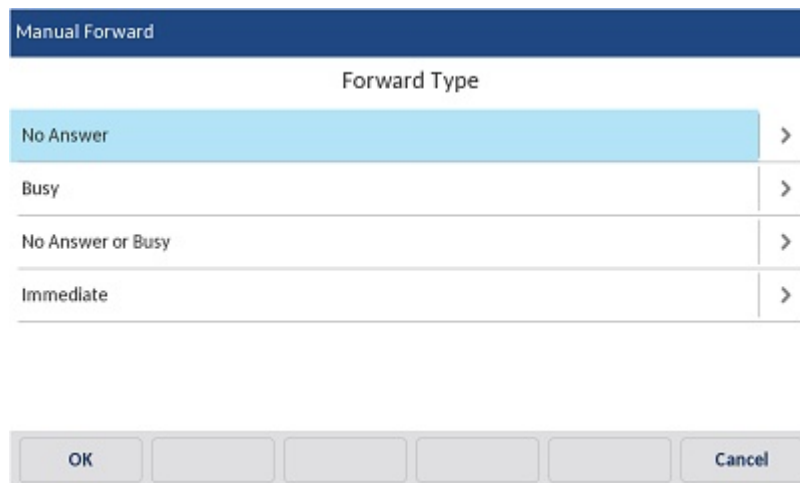 Manual Forward
Forward Type
No Answer
Busy
No Answer or Busy
Immediate
OK
Cancel